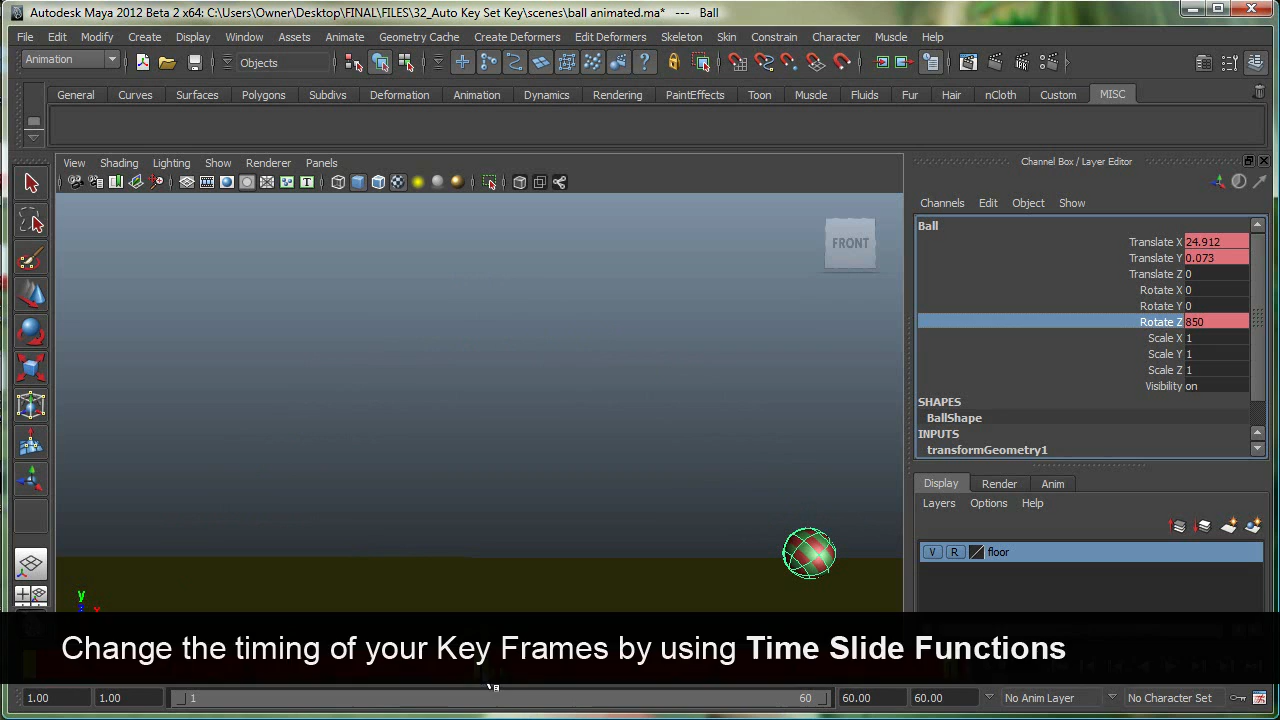 Autodesk Maya 2012 Beta 2 x64: C:\Users\Owner\Desktop\FINAL\FILES\32_Auto Key Set Key\scenes\ball animated.ma* --- Ball
File Edit Modify Create Display Window Assets Animate Geometry Cache Create Deformers Edit Deformers Skeleton Skin Constrain Character Muscle Help
Animation Objects
General Curves Surfaces Polygons Subdivs Deformation Animation Dynamics Rendering PaintEffects Toon Muscle Fluids Fur Hair nCloth Custom MISC
View Shading Lighting Show Renderer Panels
Channel Box / Layer Editor
Channels Edit Object Show
FRONT
Ball
Translate X 24.912
Translate Y 0.073
Translate Z 0
Rotate X 0
Rotate Y 0
Rotate Z 850
Scale X 1
Scale Y 1
Scale Z 1
Visibility on
SHAPES
BallShape
INPUTS
transformGeometry1
Display Render Anim
Layers Options Help
V R floor
y
x
Change the timing of your Key Frames by using Time Slide Functions
1.00 1.00 1 60 60.00 60.00 No Anim Layer No Character Set